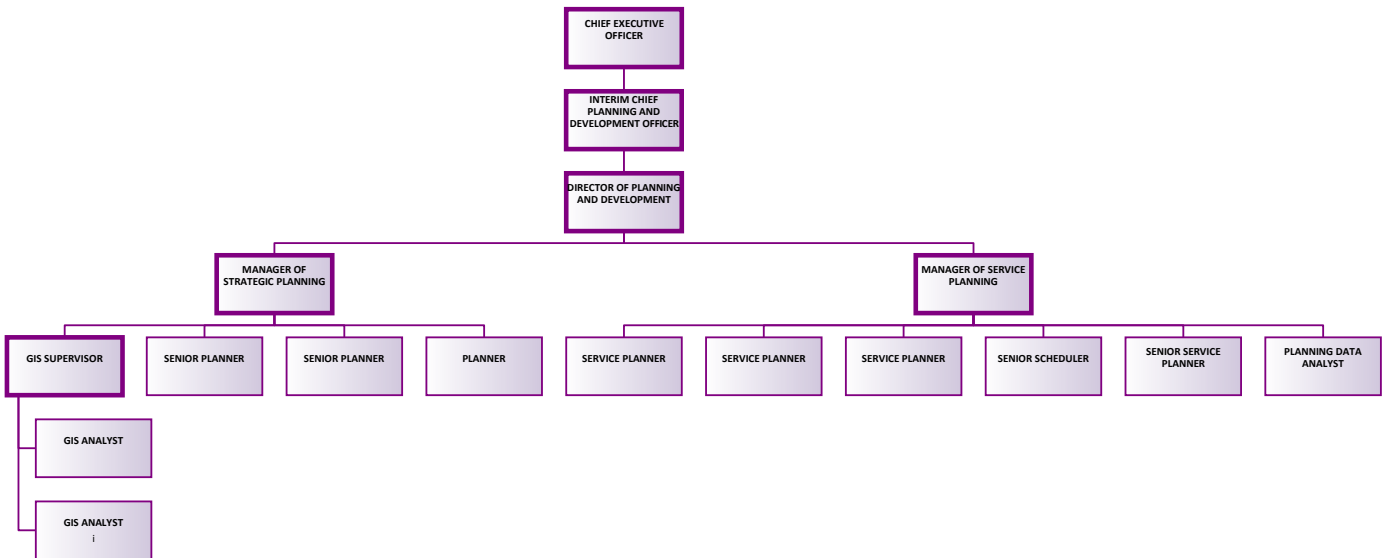 CHIEF EXECUTIVE
OFFICER
INTERIM CHIEF
PLANNING AND
DEVELOPMENT OFFICER
DIRECTOR OF PLANNING
AND DEVELOPMENT
MANAGER OF
STRATEGIC PLANNING
MANAGER OF SERVICE
PLANNING
GIS SUPERVISOR
SENIOR PLANNER
SENIOR PLANNER
PLANNER
SERVICE PLANNER
SERVICE PLANNER
SERVICE PLANNER
SENIOR SCHEDULER
SENIOR SERVICE
PLANNER
PLANNING DATA
ANALYST
GIS ANALYST
GIS ANALYST
i